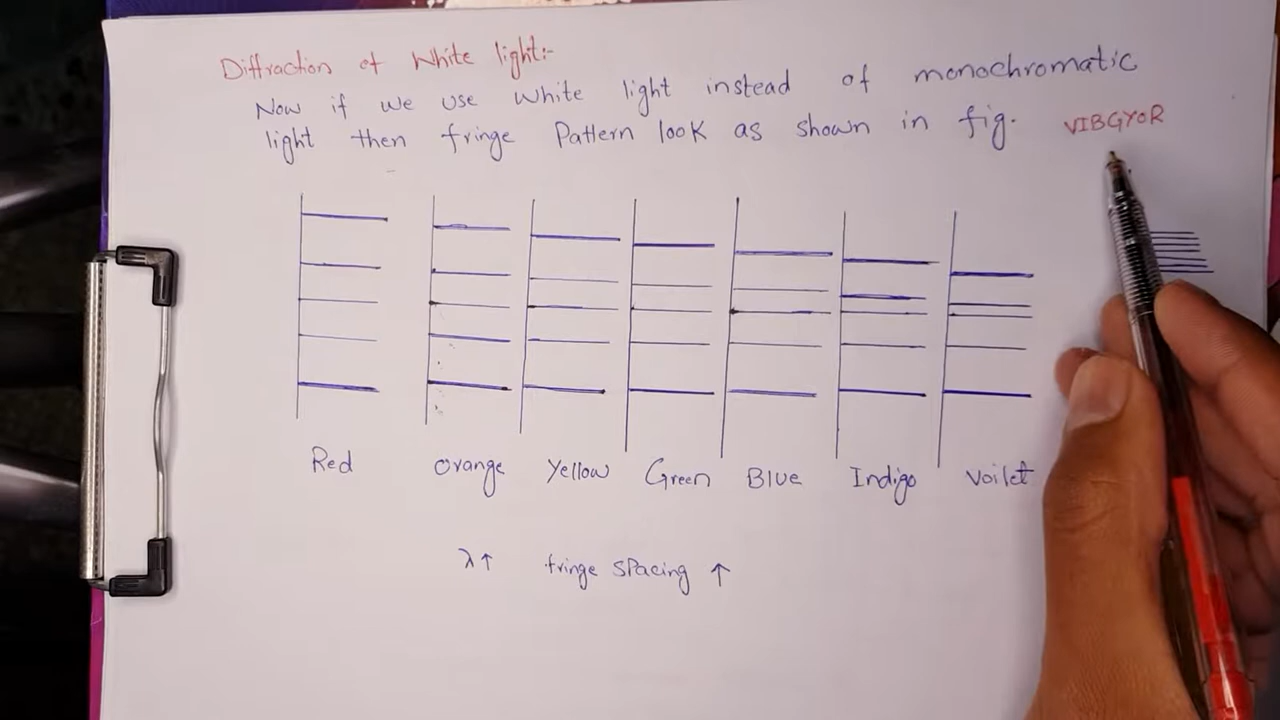 Diffraction of White light:-
Now if we use white light instead of monochromatic
light then fringe Pattern look as shown in fig. VIBGYOR
Red Orange Yellow Green Blue Indigo Voilet
λ↑ fringe spacing ↑